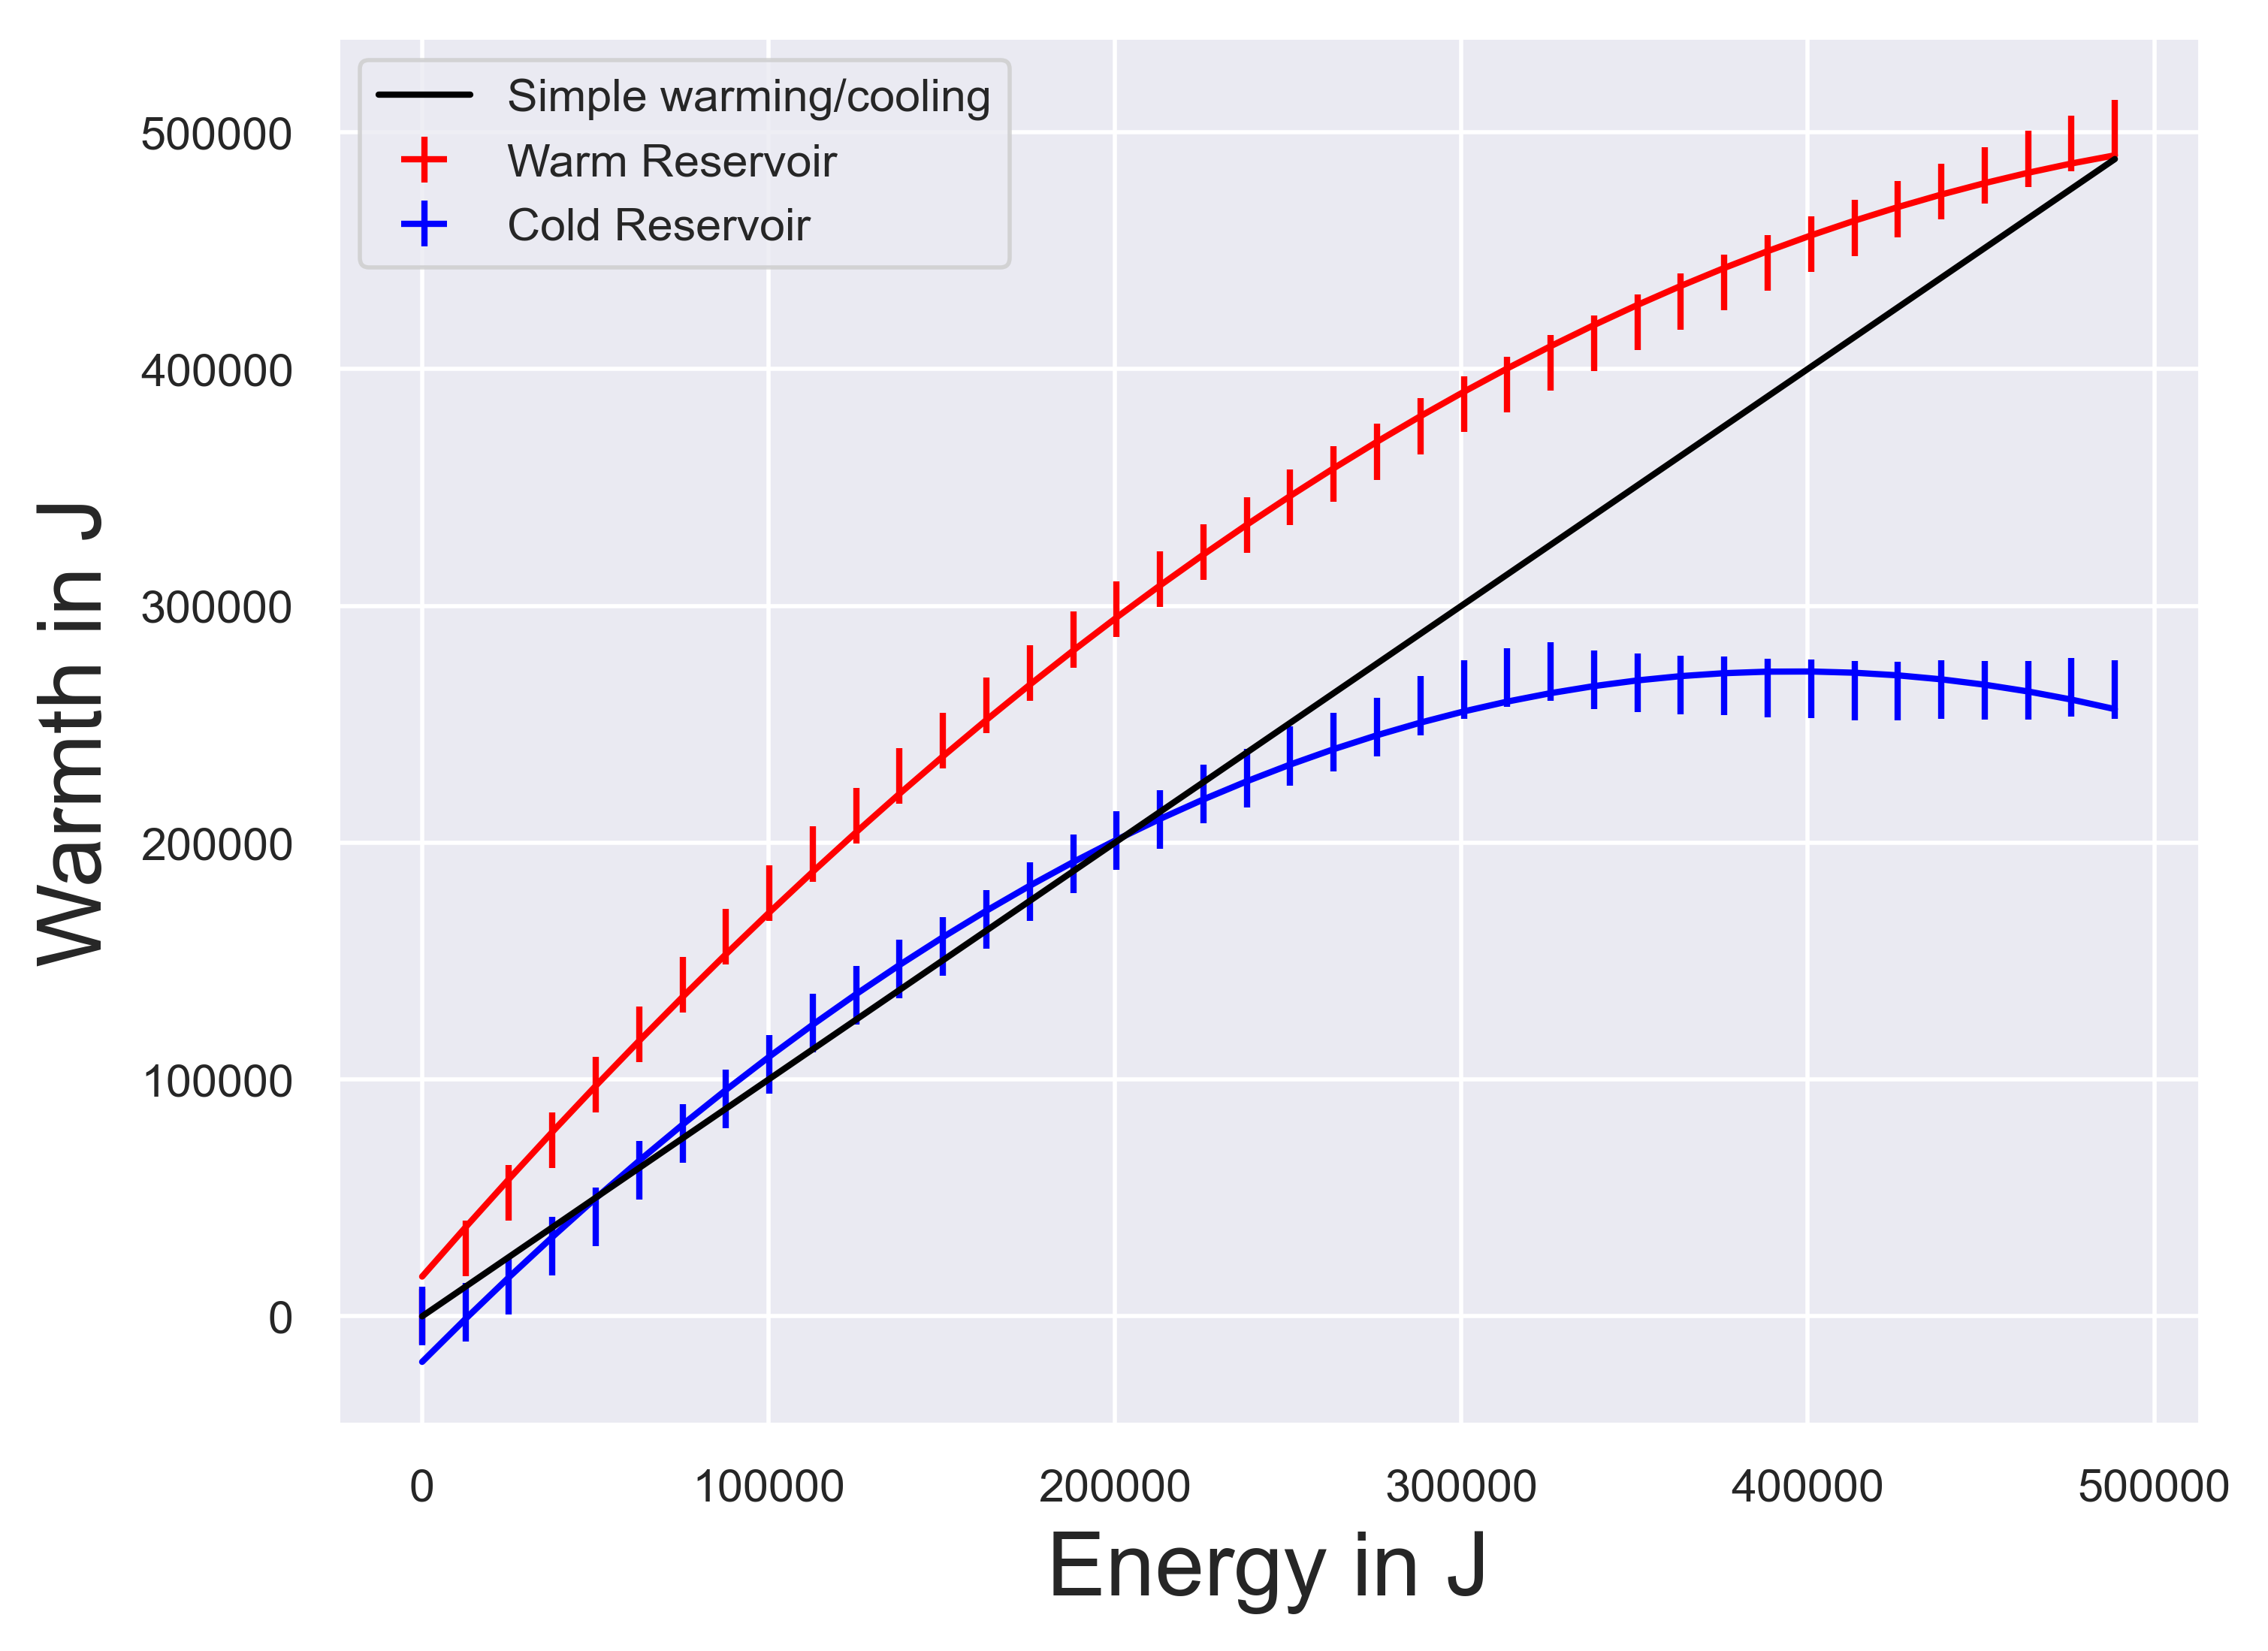 Simple warming/cooling
Warm Reservoir
Cold Reservoir
Warmth in J
500000
400000
300000
200000
100000
0
0 100000 200000 300000 400000 500000
Energy in J